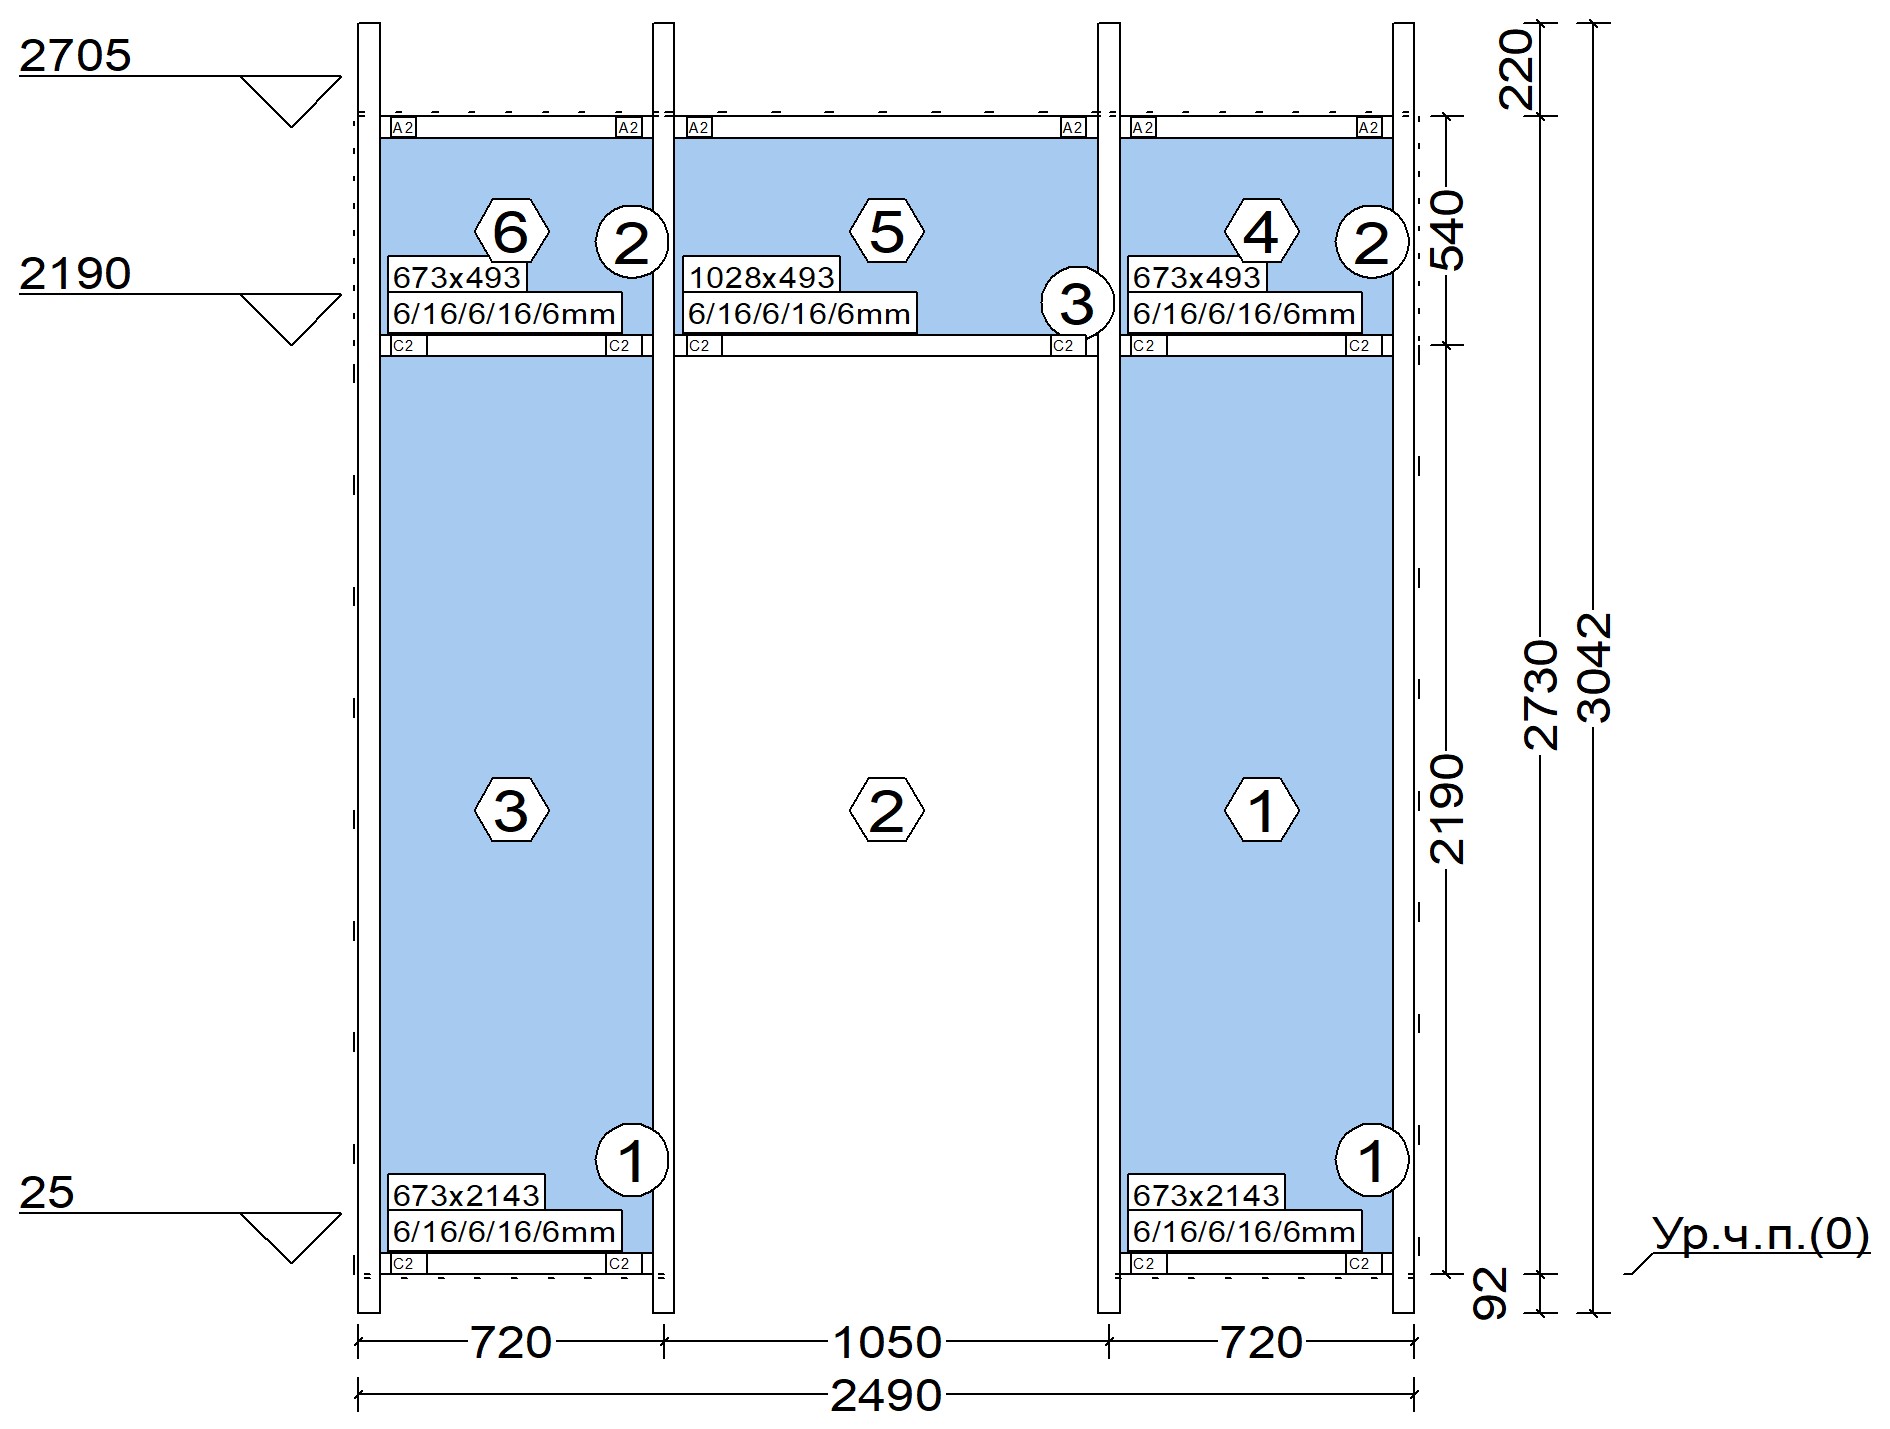 2705
220
A2 A2 A2 A2 A2 A2
6 2 5 4 2
540
2190
673x493 1028x493 673x493
3
6/16/6/16/6mm 6/16/6/16/6mm 6/16/6/16/6mm
C2 C2 C2 C2 C2 C2
2730
3042
3 2 1
2190
1 1
25
673x2143 673x2143
6/16/6/16/6mm 6/16/6/16/6mm
Ур.ч.п.(0)
C2 C2 C2 C2
92
720 1050 720
2490